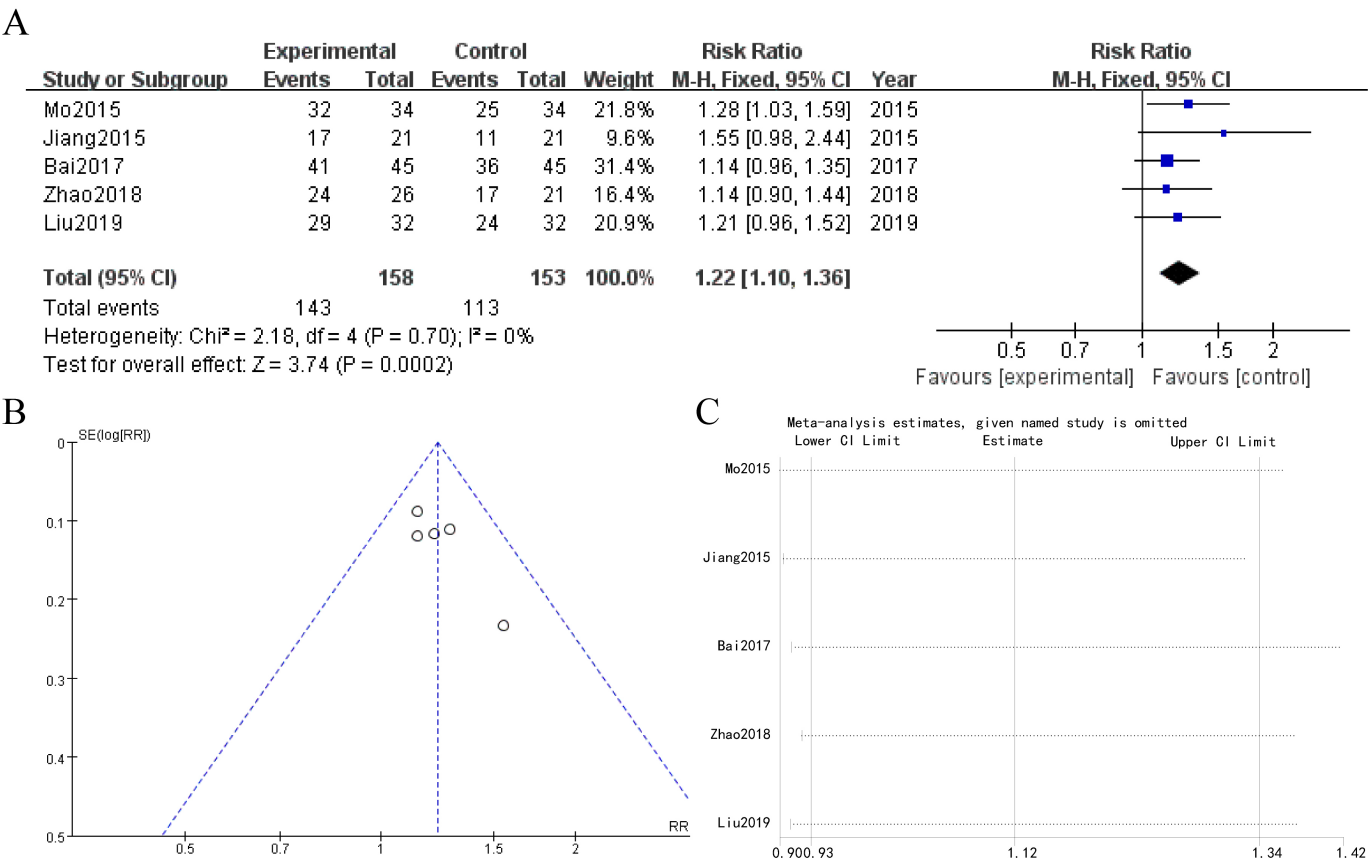 A
Experimental Control Risk Ratio Risk Ratio
Study or Subgroup Events Total Events Total Weight M-H, Fixed, 95% CI Year M-H, Fixed, 95% CI
Mo2015 32 34 25 34 21.8% 1.28 [1.03, 1.59] 2015
Jiang2015 17 21 11 21 9.6% 1.55 [0.98, 2.44] 2015
Bai2017 41 45 36 45 31.4% 1.14 [0.96, 1.35] 2017
Zhao2018 24 26 17 21 16.4% 1.14 [0.90, 1.44] 2018
Liu2019 29 32 24 32 20.9% 1.21 [0.96, 1.52] 2019
Total (95% CI) 158 153 100.0% 1.22 [1.10, 1.36]
Total events 143 113
Heterogeneity: Chi² = 2.18, df = 4 (P = 0.70); I² = 0%
Test for overall effect: Z = 3.74 (P = 0.0002)
0.5 0.7 1 1.5 2
Favours [experimental] Favours [control]
B
SE(log[RR])
0
0.1
0.2
0.3
0.4
0.5
RR
0.5 0.7 1 1.5 2
C
Meta-analysis estimates, given named study is omitted
Lower CI Limit Estimate Upper CI Limit
Mo2015
Jiang2015
Bai2017
Zhao2018
Liu2019
0.90 0.93 1.12 1.34 1.42